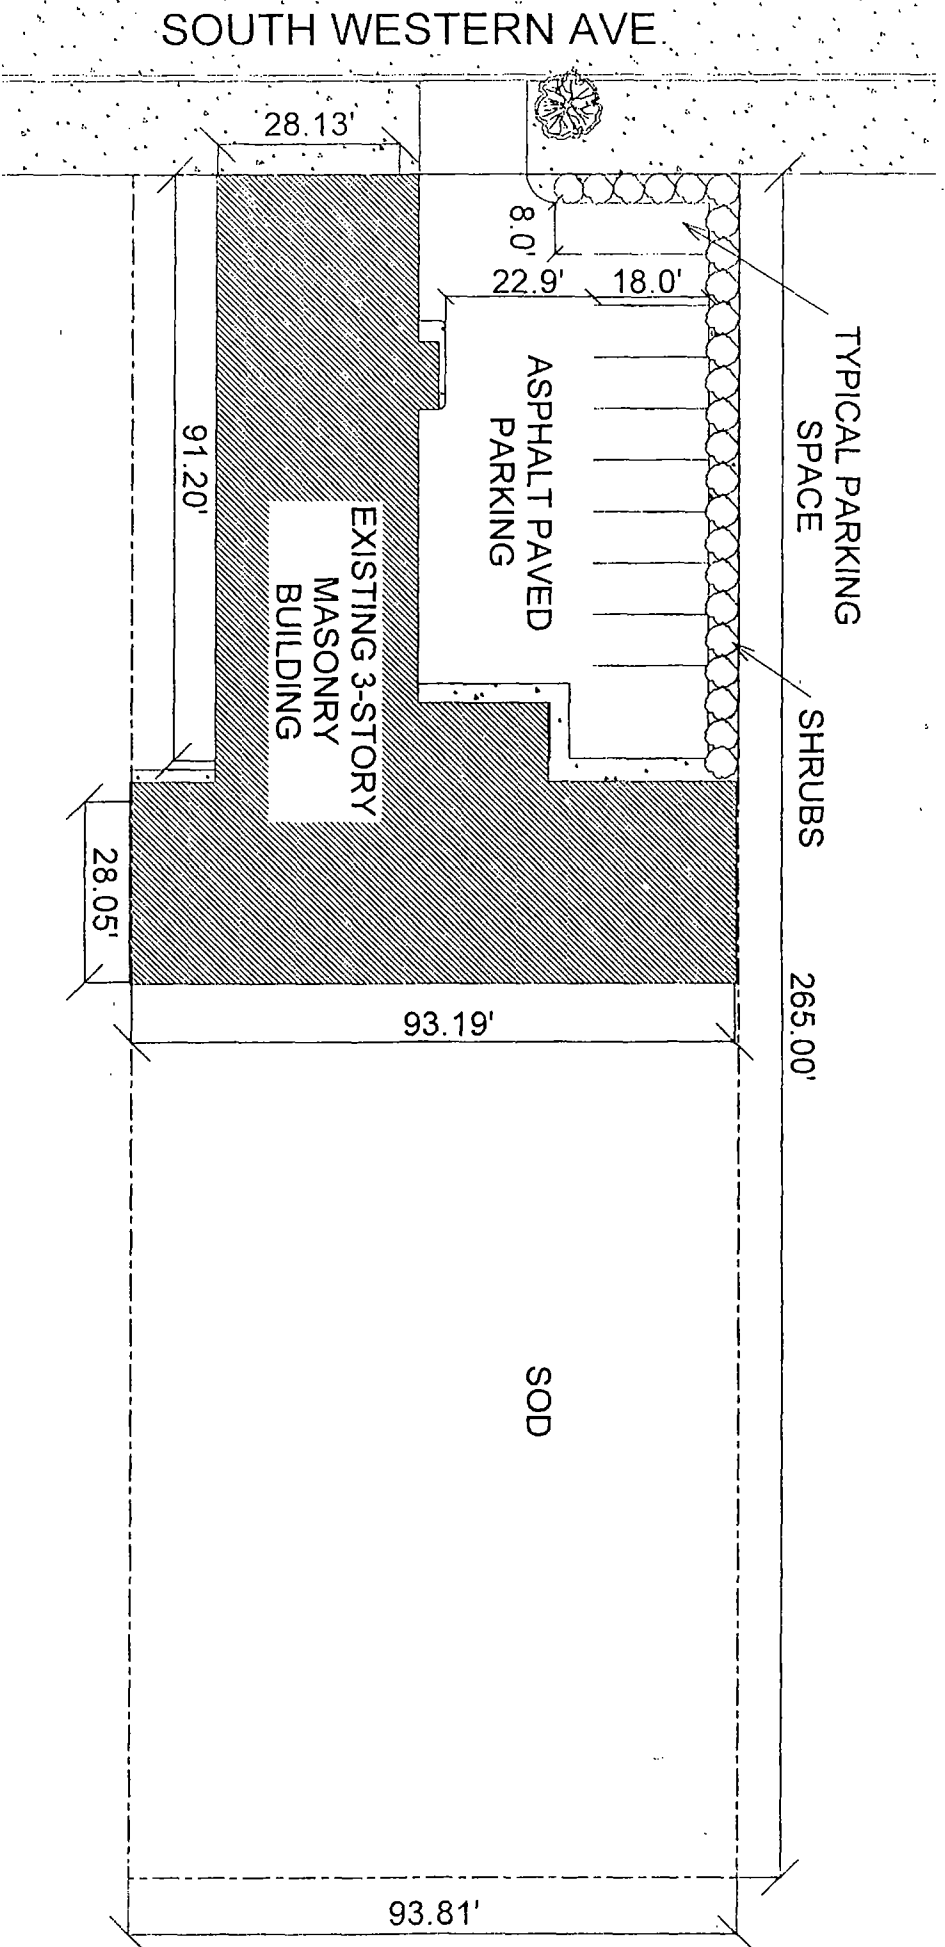 SOUTH WESTERN AVE.
28.13'
8.0'
22.9'
18.0'
TYPICAL PARKING
SPACE
ASPHALT PAVED
PARKING
91.20'
EXISTING 3-STORY
MASONRY
BUILDING
SHRUBS
28.05'
265.00'
93.19'
SOD
93.81'